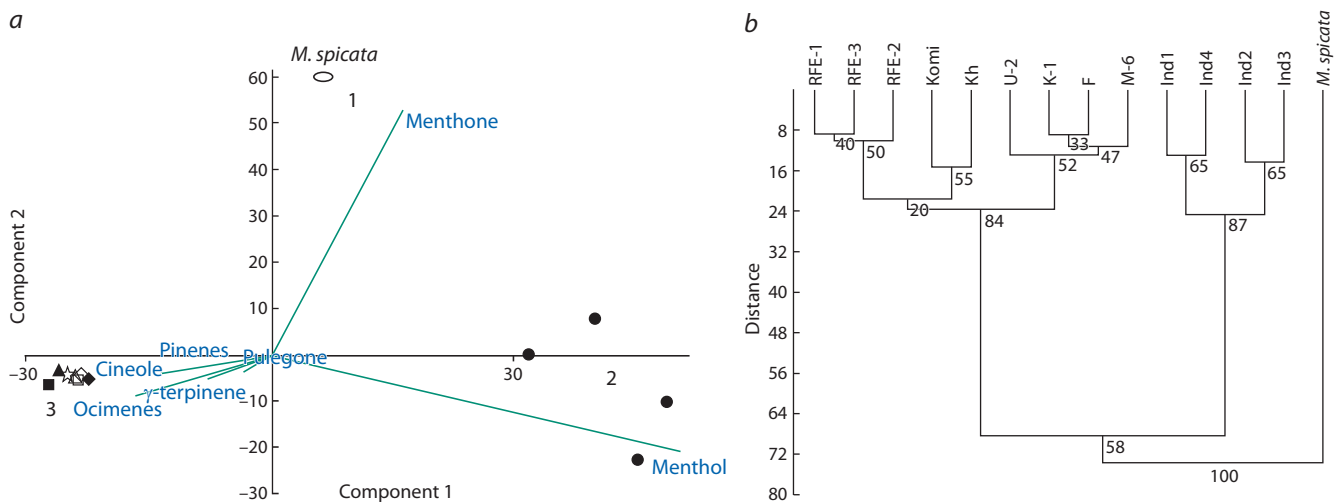 a
M. spicata
1
60
50
40
30
20
10
–10
–20
–30
Component 2
Menthone
Pinenes
Pulegone
Cineole
γ-terpinene
Ocimenes
–30
30
2
3
Menthol
Component 1
b
RFE-1
RFE-3
RFE-2
Komi
Kh
U-2
K-1
F
M-6
Ind1
Ind4
Ind2
Ind3
M. spicata
Distance
8
16
24
32
40
48
56
64
72
80
40
50
55
20
33
47
52
84
65
65
87
58
100